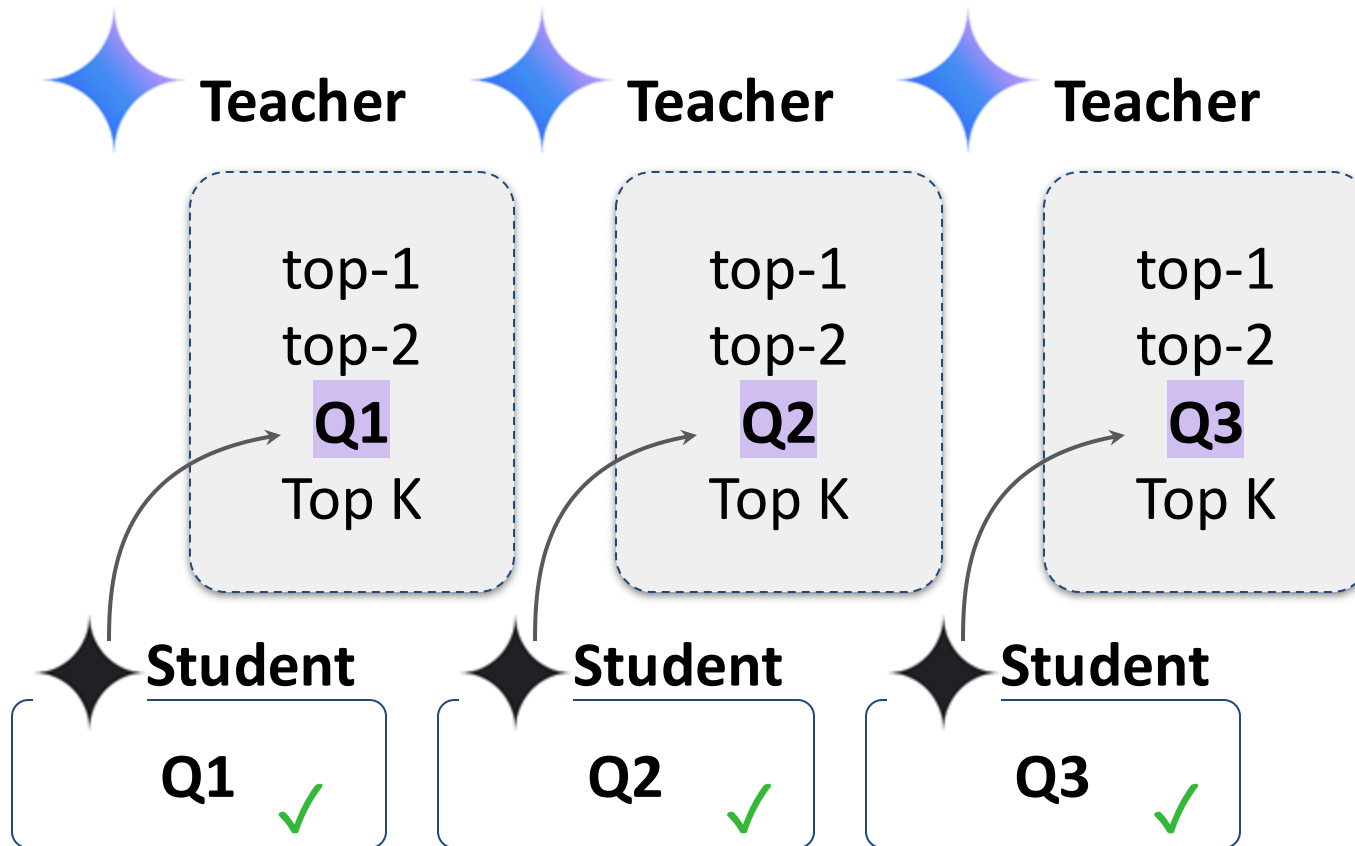 Teacher
top-1
top-2
Q1
Top K
Student
Q1
Teacher
top-1
top-2
Q2
Top K
Student
Q2
Teacher
top-1
top-2
Q3
Top K
Student
Q3